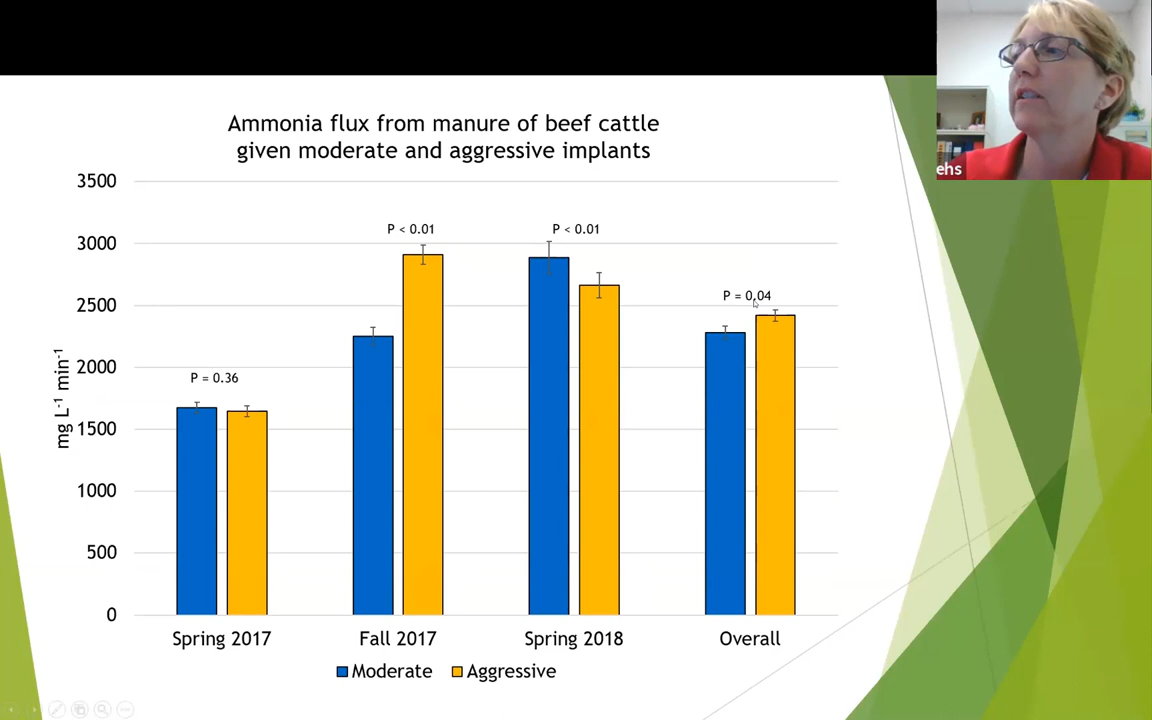 Ammonia flux from manure of beef cattle
given moderate and aggressive implants
ehs
3500
3000
2500
2000
1500
1000
500
0
mg L-1 min-1
P = 0.36
P < 0.01
P < 0.01
P = 0.04
Spring 2017
Fall 2017
Spring 2018
Overall
Moderate
Aggressive